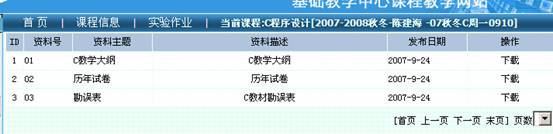 基础教学中心课程教学网站
首 页 | 课程信息 | 实验作业 | 当前课程:C程序设计[2007-2008秋冬-陈建海 -07秋冬C周一0910]
ID 资料号 资料主题 资料描述 发布日期 操作
1 01 C教学大纲 C教学大纲 2007-9-24 下载
2 02 历年试卷 历年试卷 2007-9-24 下载
3 03 勘误表 C教材勘误表 2007-9-24 下载
[首页 上一页 下一页 末页] 页数